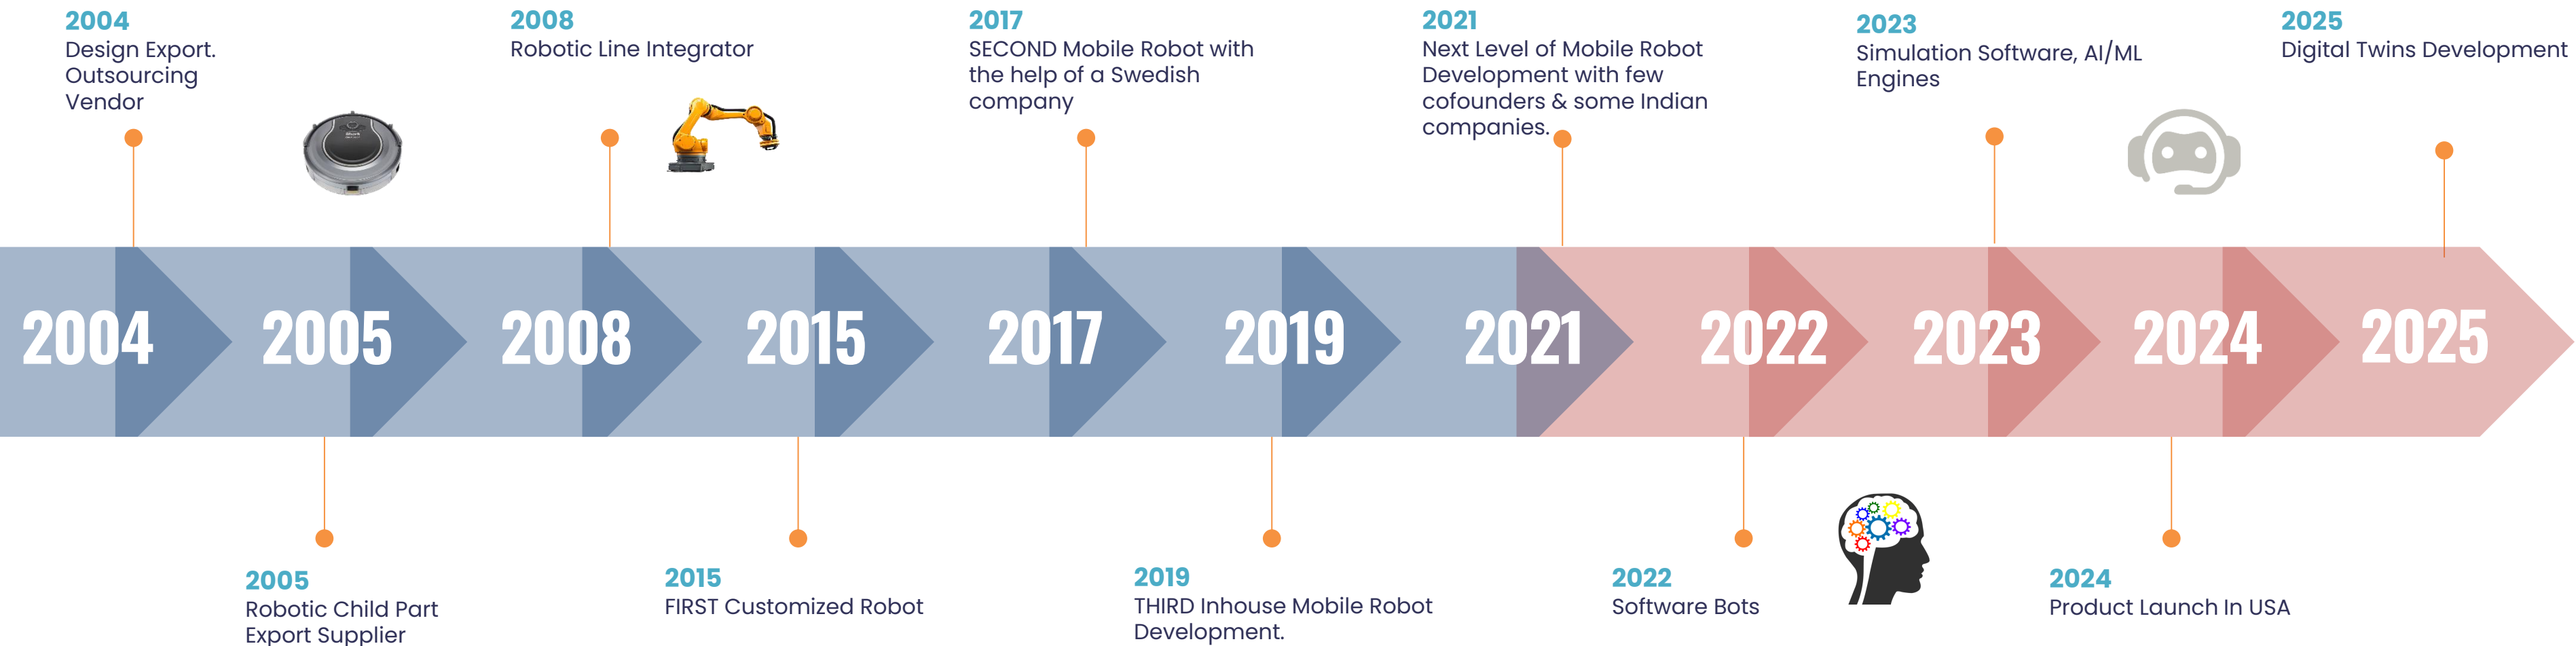 2004
Design Export.
Outsourcing
Vendor
2008
Robotic Line Integrator
2017
SECOND Mobile Robot with
the help of a Swedish
company
2021
Next Level of Mobile Robot
Development with few
cofounders & some Indian
companies.
2023
Simulation Software, AI/ML
Engines
2025
Digital Twins Development
2004
2005
2008
2015
2017
2019
2021
2022
2023
2024
2025
2005
Robotic Child Part
Export Supplier
2015
FIRST Customized Robot
2019
THIRD Inhouse Mobile Robot
Development.
2022
Software Bots
2024
Product Launch In USA